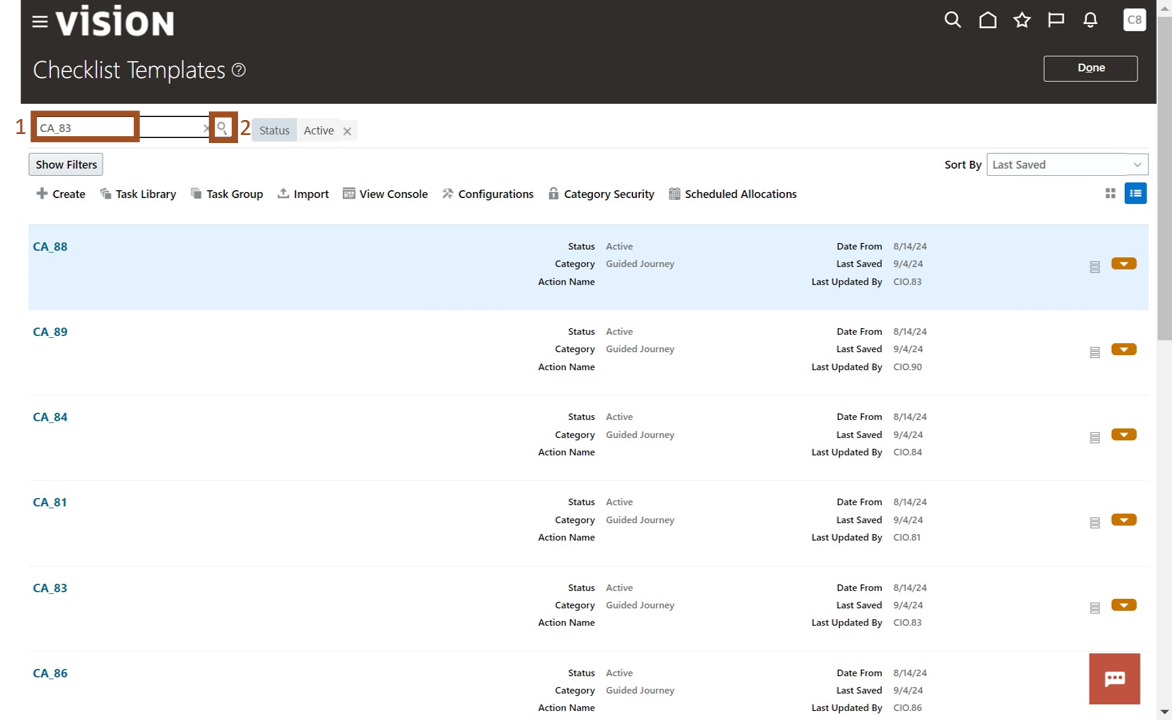 VISION
C8
Checklist Templates
Done
1 CA_83 2 Status Active
Show Filters
Sort By Last Saved
Create Task Library Task Group Import View Console Configurations Category Security Scheduled Allocations
CA_88 Status Active Date From 8/14/24
Category Guided Journey Last Saved 9/4/24
Action Name Last Updated By CIO.83
CA_89 Status Active Date From 8/14/24
Category Guided Journey Last Saved 9/4/24
Action Name Last Updated By CIO.90
CA_84 Status Active Date From 8/14/24
Category Guided Journey Last Saved 9/4/24
Action Name Last Updated By CIO.84
CA_81 Status Active Date From 8/14/24
Category Guided Journey Last Saved 9/4/24
Action Name Last Updated By CIO.81
CA_83 Status Active Date From 8/14/24
Category Guided Journey Last Saved 9/4/24
Action Name Last Updated By CIO.83
CA_86 Status Active Date From 8/14/24
Category Guided Journey Last Saved 9/4/24
Action Name Last Updated By CIO.86